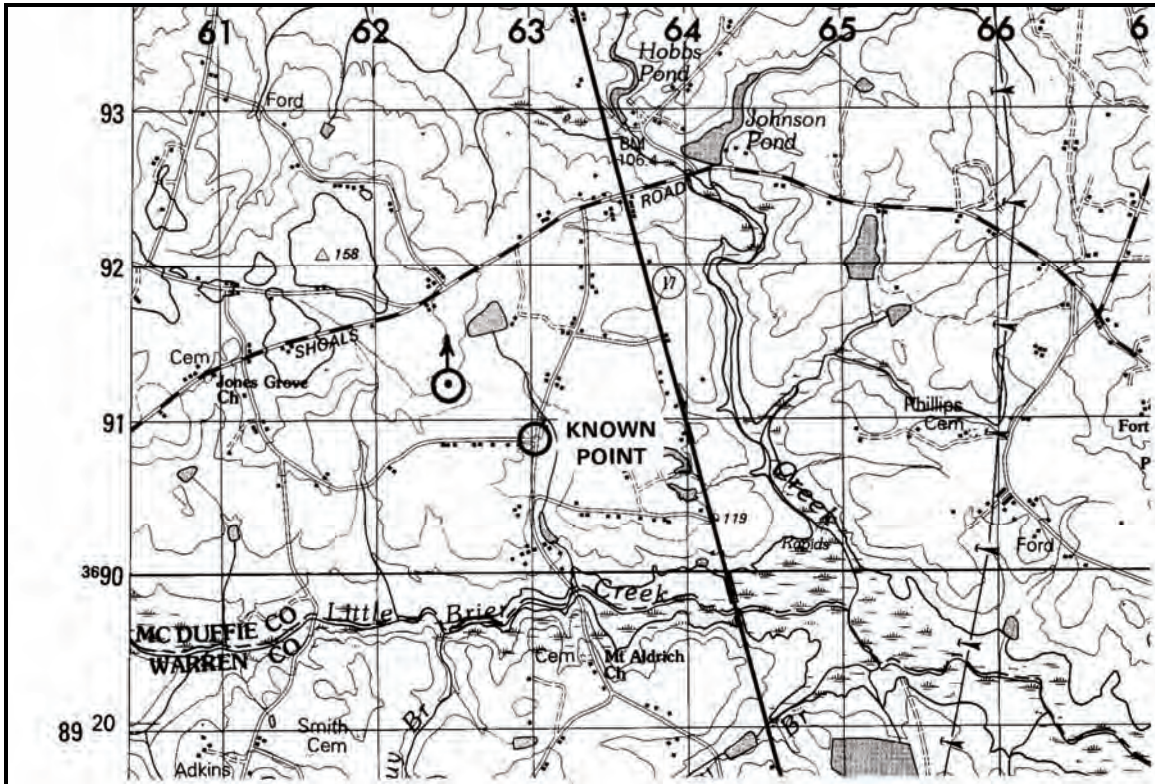 61 62 63 64 65 66 6
Hobbs
Pond
93
Ford
Johnson
Pond
BM
106.4
ROAD
92
158
SHOALS
Cem
Jones Grove
Ch
91
KNOWN
POINT
Phillips
Cem
Fort
P
Creek
119
Rapids
Ford
3690
Little Brier Creek
MC DUFFIE CO
WARREN CO
Cem
Mt Aldrich
Ch
89 20
Smith
Cem
Br
Br
Adkins